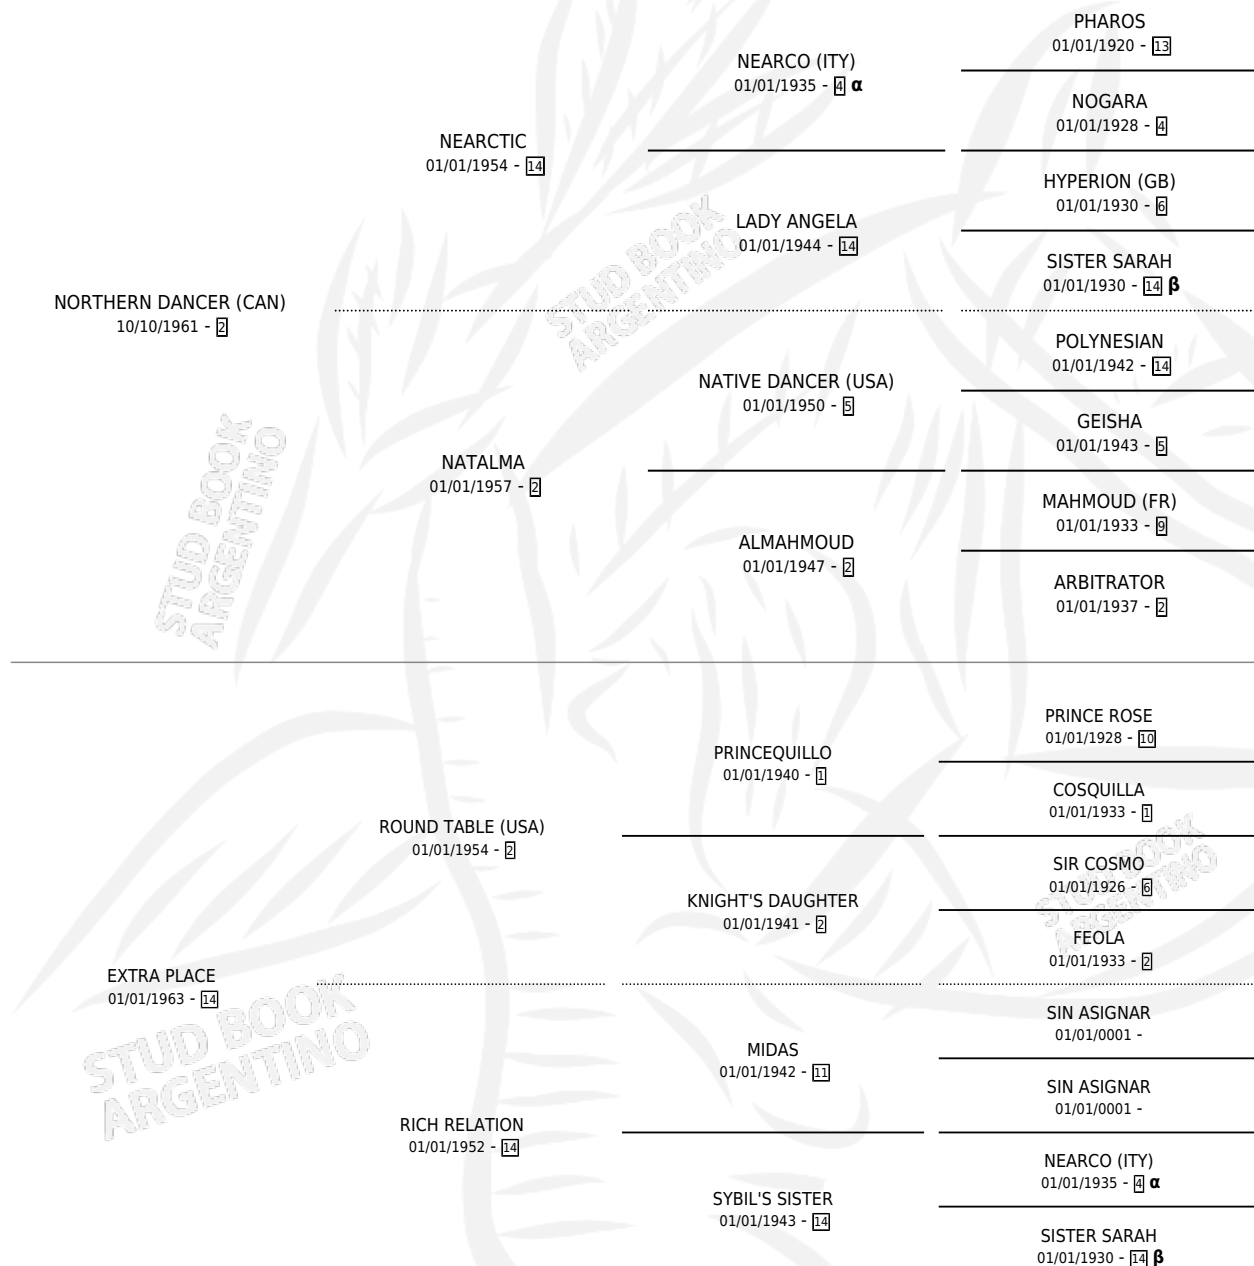 PHAROS
01/01/1920 - 13
NEARCO (ITY)
01/01/1935 - 4 α
NOGARA
01/01/1928 - 4
NEARCTIC
01/01/1954 - 14
HYPERION (GB)
01/01/1930 - 6
LADY ANGELA
01/01/1944 - 14
SISTER SARAH
01/01/1930 - 14 β
NORTHERN DANCER (CAN)
10/10/1961 - 2
POLYNESIAN
01/01/1942 - 14
NATIVE DANCER (USA)
01/01/1950 - 5
GEISHA
01/01/1943 - 5
NATALMA
01/01/1957 - 2
MAHMOUD (FR)
01/01/1933 - 9
ALMAHMOUD
01/01/1947 - 2
ARBITRATOR
01/01/1937 - 2
PRINCE ROSE
01/01/1928 - 10
PRINCEQUILLO
01/01/1940 - 1
COSQUILLA
01/01/1933 - 1
ROUND TABLE (USA)
01/01/1954 - 2
SIR COSMO
01/01/1926 - 6
KNIGHT'S DAUGHTER
01/01/1941 - 2
FEOLA
01/01/1933 - 2
EXTRA PLACE
01/01/1963 - 14
SIN ASIGNAR
01/01/0001 -
MIDAS
01/01/1942 - 11
SIN ASIGNAR
01/01/0001 -
RICH RELATION
01/01/1952 - 14
NEARCO (ITY)
01/01/1935 - 4 α
SYBIL'S SISTER
01/01/1943 - 14
SISTER SARAH
01/01/1930 - 14 β
STUD BOOK
ARGENTINO
STUD BOOK
ARGENTINO
STUD BOOK
ARGENTINO
STUD BOOK
ARGENTINO